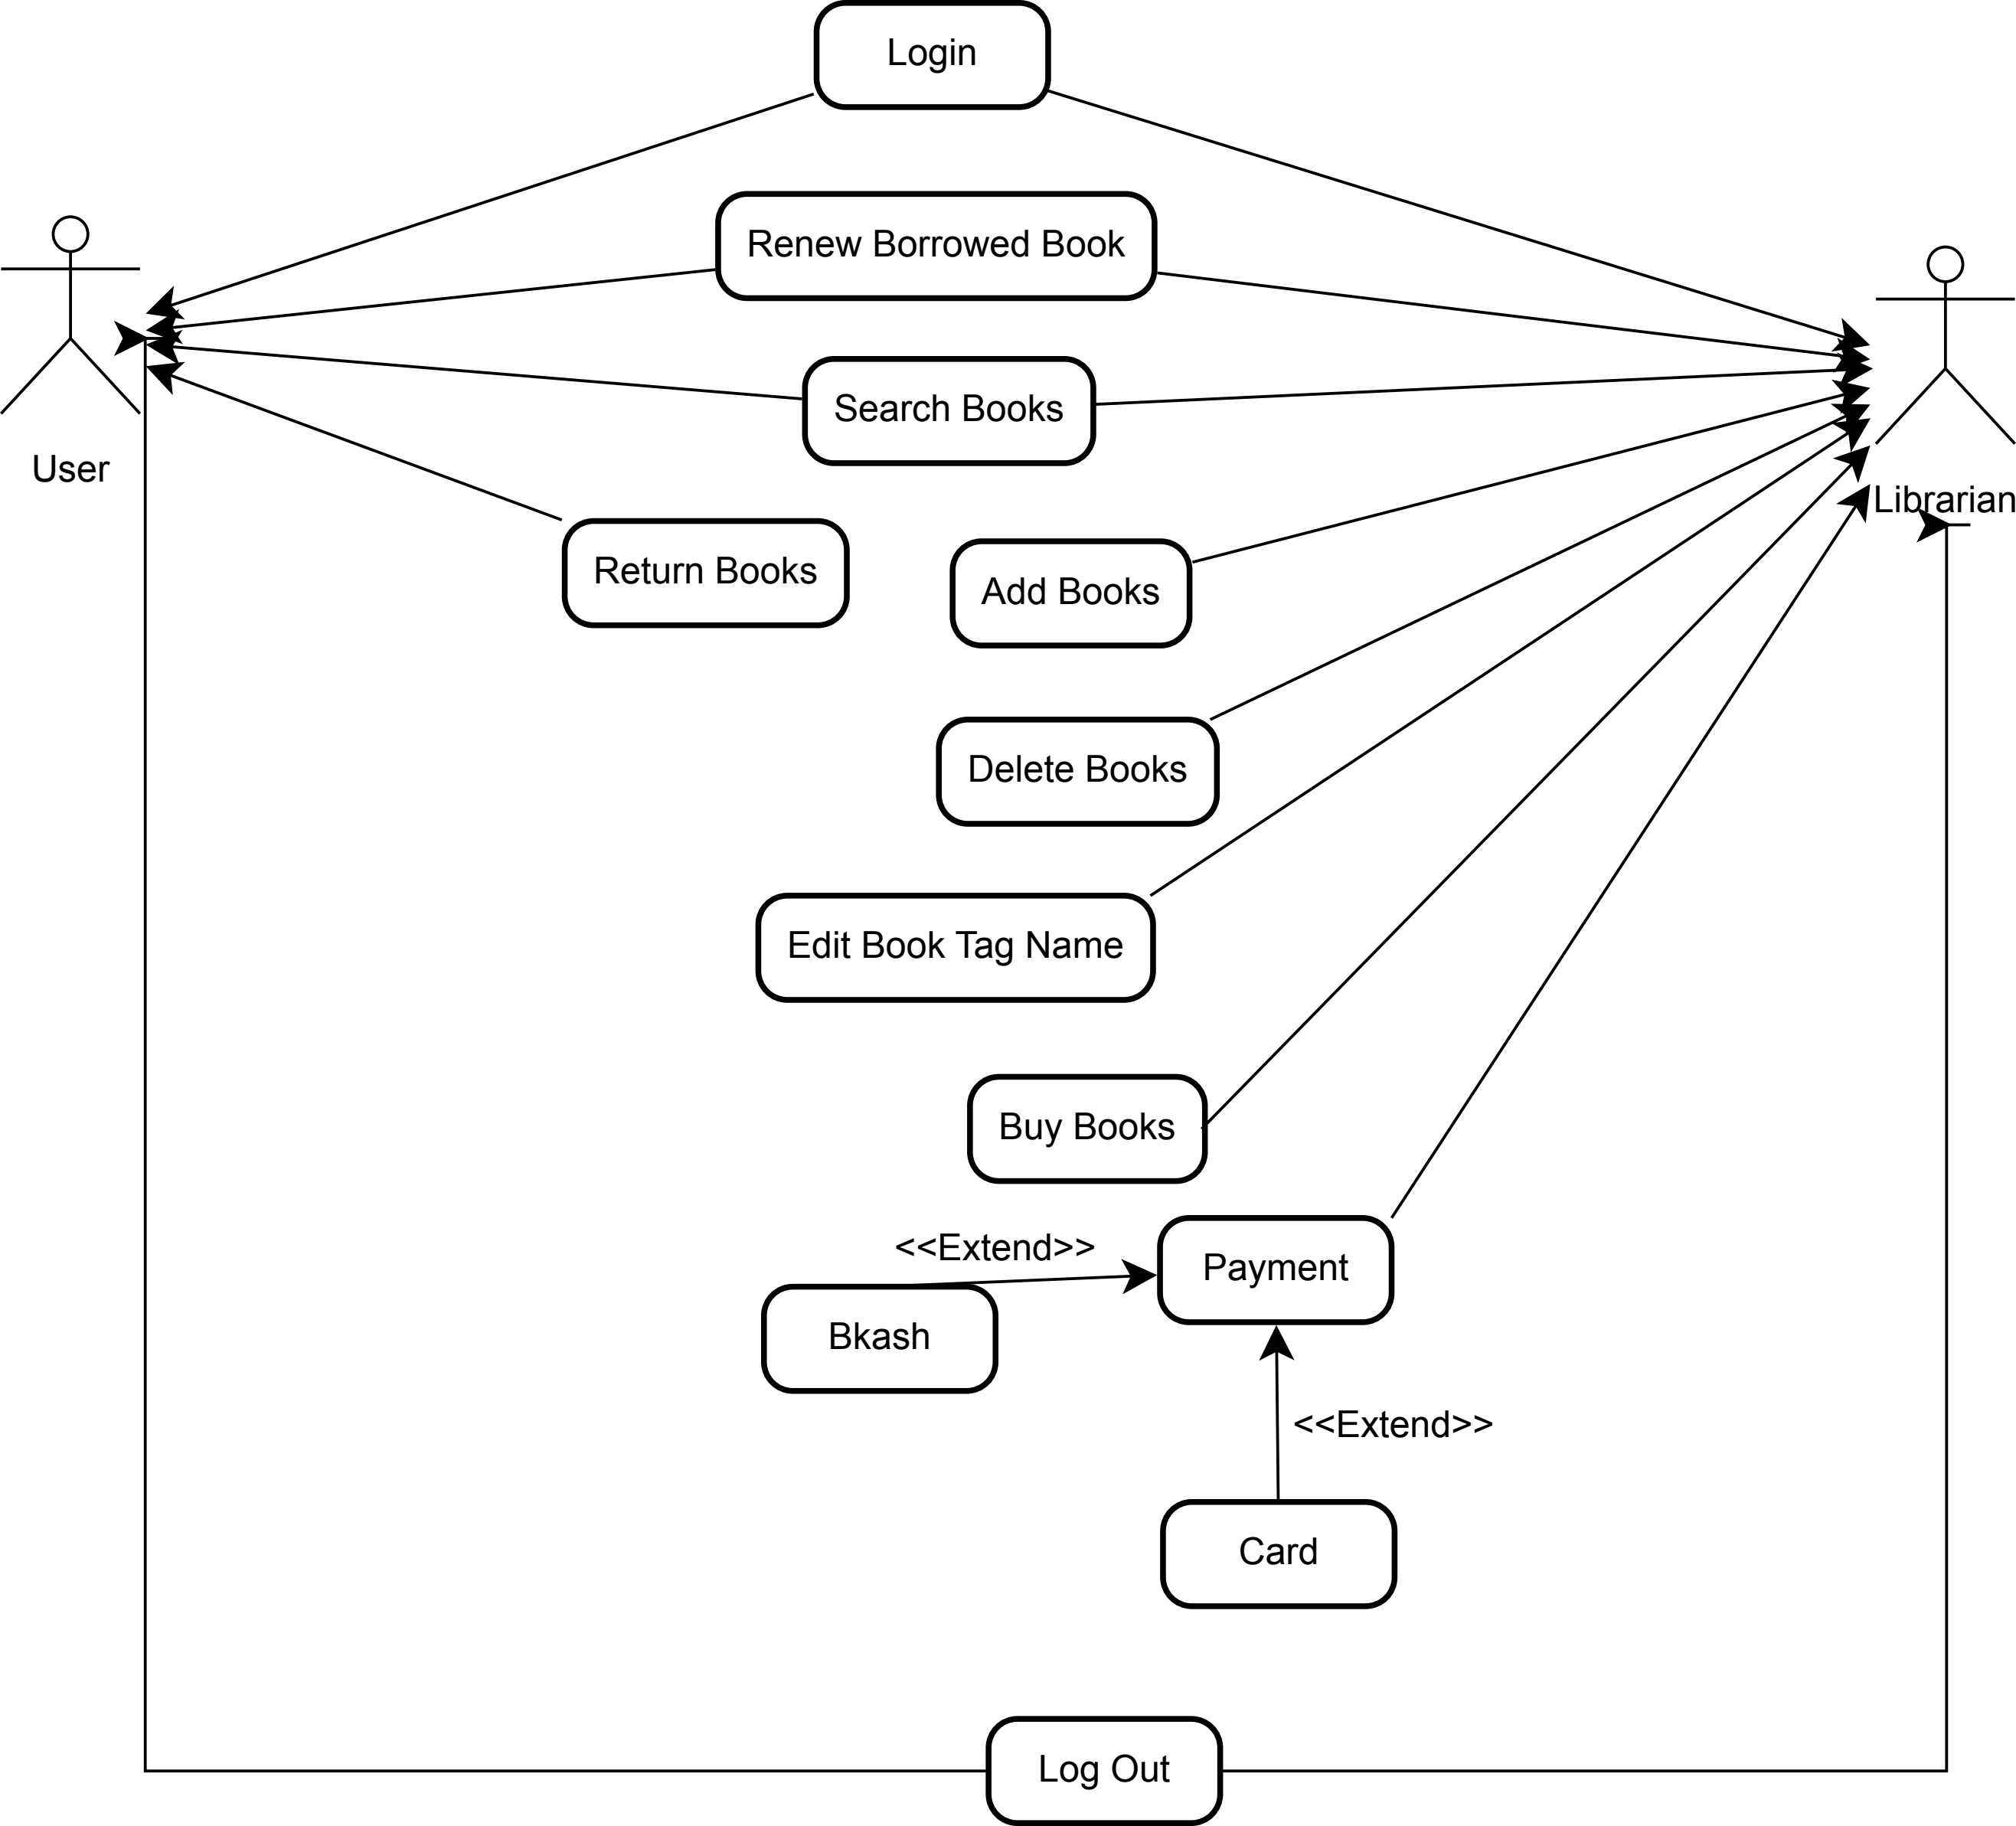 Login
Renew Borrowed Book
Search Books
User
Librarian
Return Books
Add Books
Delete Books
Edit Book Tag Name
Buy Books
<<Extend>>
Payment
Bkash
<<Extend>>
Card
Log Out